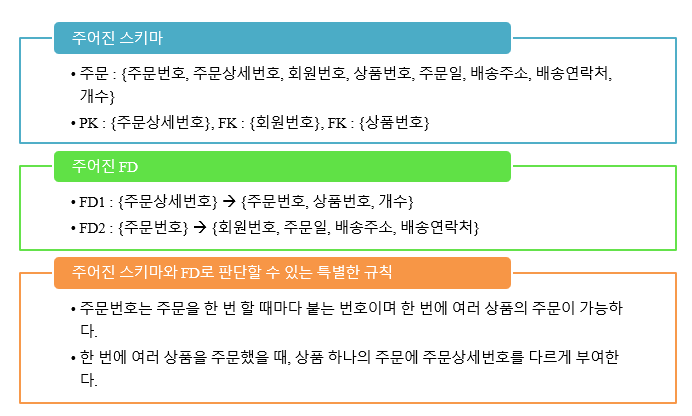 주어진 스키마
• 주문 : {주문번호, 주문상세번호, 회원번호, 상품번호, 주문일, 배송주소, 배송연락처,
개수}
• PK : {주문상세번호}, FK : {회원번호}, FK : {상품번호}
주어진 FD
• FD1 : {주문상세번호} → {주문번호, 상품번호, 개수}
• FD2 : {주문번호} → {회원번호, 주문일, 배송주소, 배송연락처}
주어진 스키마와 FD로 판단할 수 있는 특별한 규칙
• 주문번호는 주문을 한 번 할 때마다 붙는 번호이며 한 번에 여러 상품의 주문이 가능하
다.
• 한 번에 여러 상품을 주문했을 때, 상품 하나의 주문에 주문상세번호를 다르게 부여한
다.